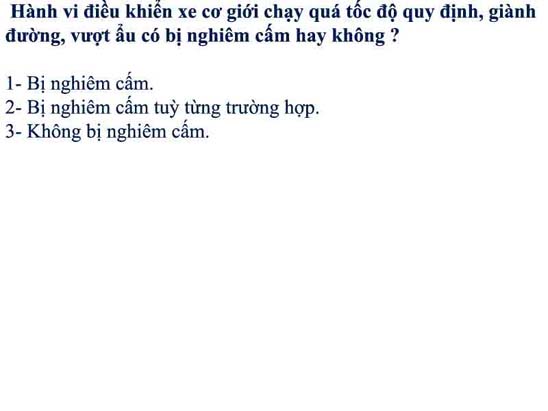 Hành vi điều khiển xe cơ giới chạy quá tốc độ quy định, giành
đường, vượt ẩu có bị nghiêm cấm hay không ?
1- Bị nghiêm cấm.
2- Bị nghiêm cấm tuỳ từng trường hợp.
3- Không bị nghiêm cấm.